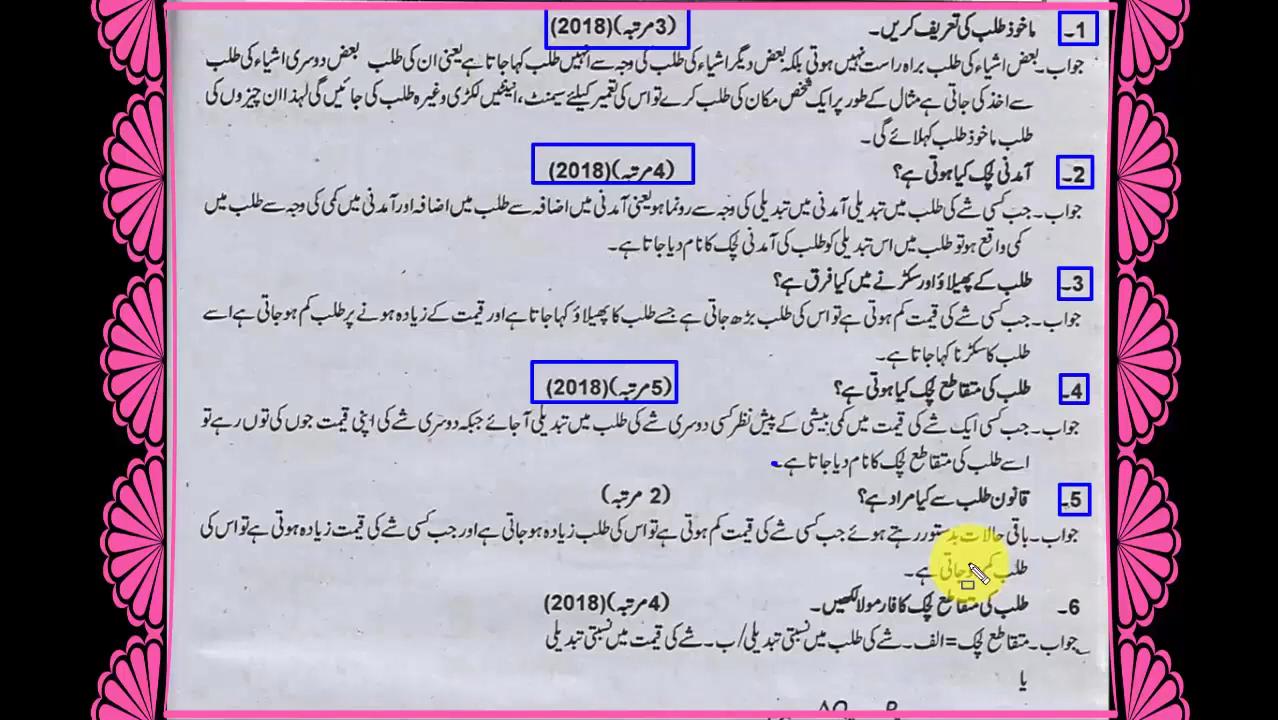 1۔ ماخوذ طلب کی تعریف کریں۔ (3مرتبہ)(2018)
جواب۔ بعض اشیاء کی طلب براہ راست نہیں ہوتی بلکہ بعض دیگر اشیاء کی طلب کی وجہ سے انہیں طلب کہا جاتا ہے یعنی ان کی طلب بعض دوسری اشیاء کی طلب
سے اخذ کی جاتی ہے مثال کے طور پر ایک شخص مکان کی طلب کرے تو اس کی تعمیر کیلئے سیمنٹ، اینٹیں لکڑی وغیرہ طلب کی جائیں گی لہذا ان چیزوں کی
طلب ماخوذ طلب کہلائے گی۔
2۔ آمدنی لچک کیا ہوتی ہے؟ (4مرتبہ)(2018)
جواب۔ جب کسی شے کی طلب میں تبدیلی آمدنی میں تبدیلی کی وجہ سے رونما ہو یعنی آمدنی میں اضافہ سے طلب میں اضافہ اور آمدنی میں کمی کی وجہ سے طلب میں
کمی واقع ہو تو طلب میں اس تبدیلی کو طلب کی آمدنی لچک کا نام دیا جاتا ہے۔
3۔ طلب کے پھیلاؤ اور سکڑنے میں کیا فرق ہے؟
جواب۔ جب کسی شے کی قیمت کم ہوتی ہے تو اس کی طلب بڑھ جاتی ہے جسے طلب کا پھیلاؤ کہا جاتا ہے اور قیمت کے زیادہ ہونے پر طلب کم ہو جاتی ہے اسے
طلب کا سکڑنا کہا جاتا ہے۔
4۔ طلب کی متقاطع لچک کیا ہوتی ہے؟ (5مرتبہ)(2018)
جواب۔ جب کسی ایک شے کی قیمت میں کمی بیشی کے پیش نظر کسی دوسری شے کی طلب میں تبدیلی آ جائے جبکہ دوسری شے کی اپنی قیمت جوں کی توں رہے تو
اسے طلب کی متقاطع لچک کا نام دیا جاتا ہے۔
5۔ قانون طلب سے کیا مراد ہے؟ (2 مرتبہ)
جواب۔ باقی حالات بدستور رہتے ہوئے جب کسی شے کی قیمت کم ہوتی ہے تو اس کی طلب زیادہ ہو جاتی ہے اور جب کسی شے کی قیمت زیادہ ہوتی ہے تو اس کی
طلب کم ہو جاتی ہے۔
6۔ طلب کی متقاطع لچک کا فارمولا لکھیں۔ (4مرتبہ)(2018)
جواب۔ متقاطع لچک= الف۔ شے کی طلب میں نسبتی تبدیلی/ ب۔ شے کی قیمت میں نسبتی تبدیلی
یا